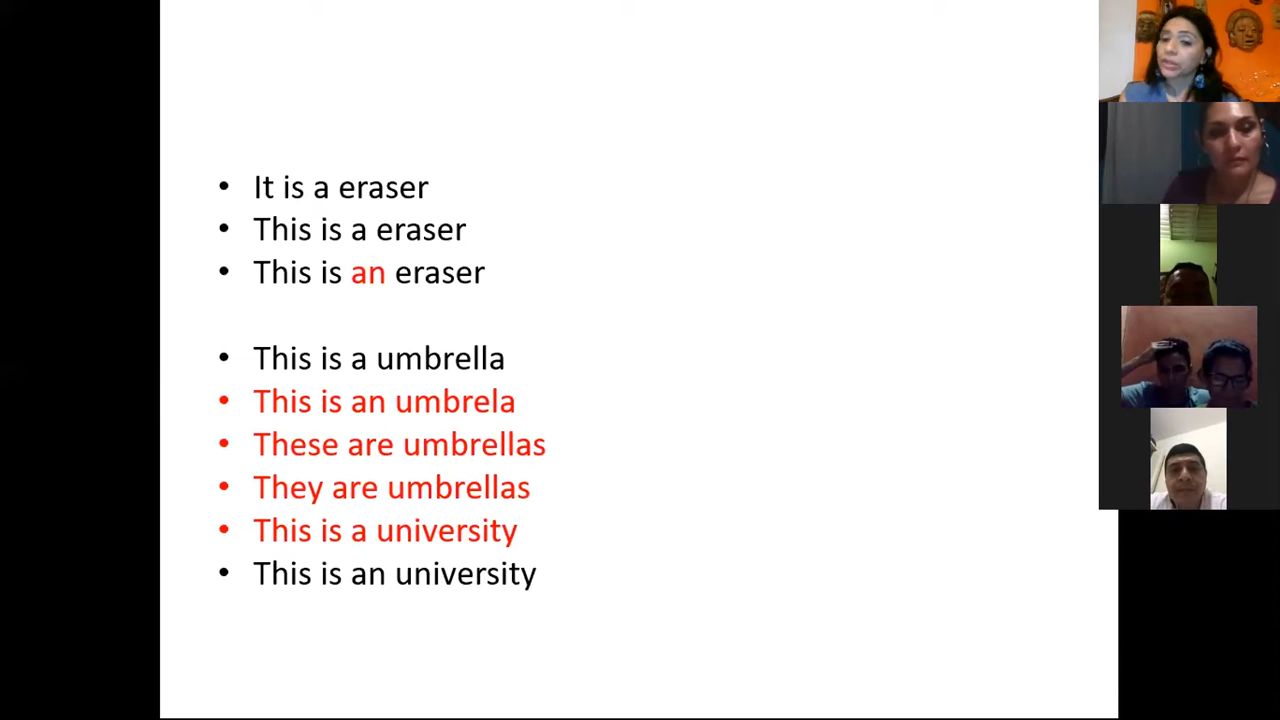 • It is a eraser
• This is a eraser
• This is an eraser
• This is a umbrella
• This is an umbrela
• These are umbrellas
• They are umbrellas
• This is a university
• This is an university